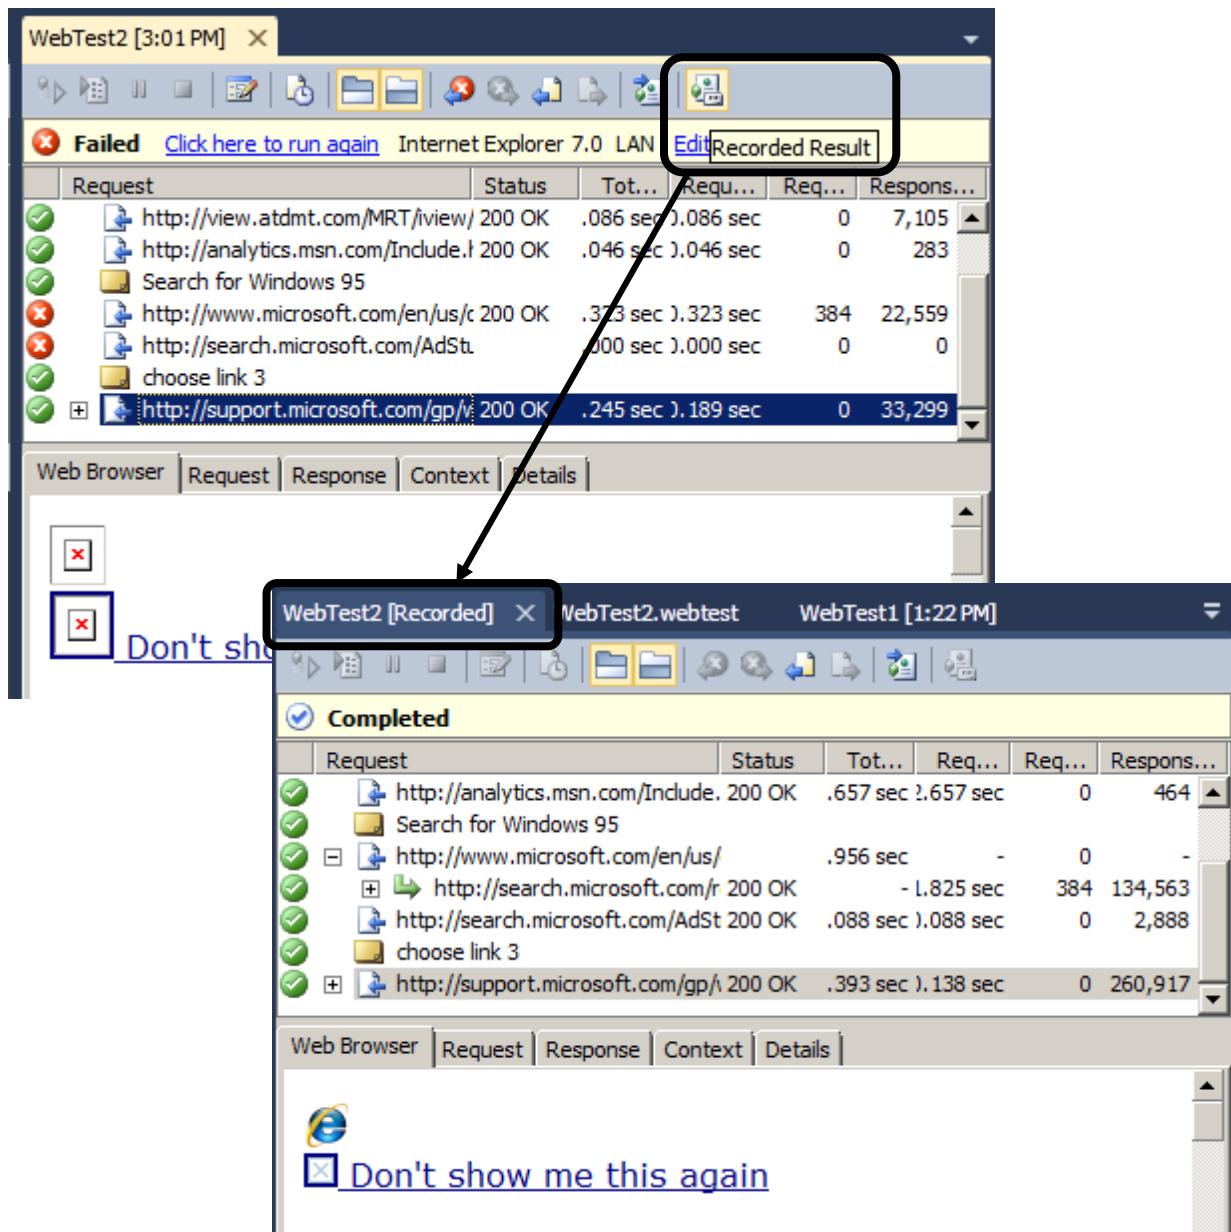 WebTest2 [3:01 PM]
Failed Click here to run again Internet Explorer 7.0 LAN Edit
Recorded Result
Request Status Tot... Requ... Req... Respons...
http://view.atdmt.com/MRT/iview/ 200 OK .086 sec 0.086 sec 0 7,105
http://analytics.msn.com/Include.h 200 OK .046 sec 0.046 sec 0 283
Search for Windows 95
http://www.microsoft.com/en/us/c 200 OK .323 sec 0.323 sec 384 22,559
http://search.microsoft.com/AdStu .000 sec 0.000 sec 0 0
choose link 3
http://support.microsoft.com/gp/w 200 OK .245 sec 0.189 sec 0 33,299
Web Browser Request Response Context Details
Don't sho
WebTest2 [Recorded] WebTest2.webtest WebTest1 [1:22 PM]
Completed
Request Status Tot... Req... Req... Respons...
http://analytics.msn.com/Include. 200 OK .657 sec 2.657 sec 0 464
Search for Windows 95
http://www.microsoft.com/en/us/ .956 sec - 0 -
http://search.microsoft.com/r 200 OK - 1.825 sec 384 134,563
http://search.microsoft.com/AdSt 200 OK .088 sec 0.088 sec 0 2,888
choose link 3
http://support.microsoft.com/gp/ 200 OK .393 sec 0.138 sec 0 260,917
Web Browser Request Response Context Details
Don't show me this again